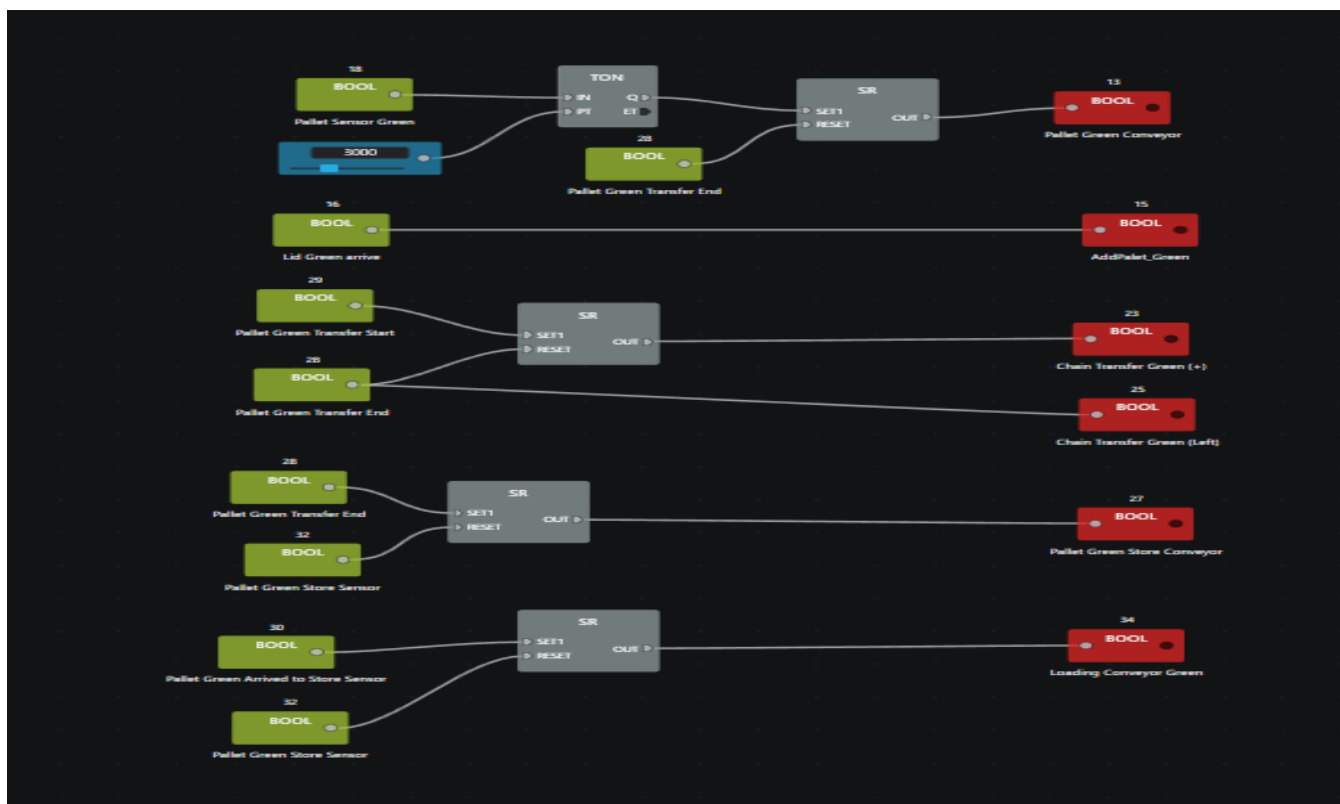 18
BOOL
Pallet Sensor Green
3000
TON
IN Q
PT ET
28
BOOL
Pallet Green Transfer End
SR
SET1
OUT
RESET
13
BOOL
Pallet Green Conveyor
16
BOOL
Lid Green arrive
15
BOOL
AddPalet_Green
29
BOOL
Pallet Green Transfer Start
28
BOOL
Pallet Green Transfer End
SR
SET1
OUT
RESET
23
BOOL
Chain Transfer Green (+)
25
BOOL
Chain Transfer Green (Left)
28
BOOL
Pallet Green Transfer End
32
BOOL
Pallet Green Store Sensor
SR
SET1
OUT
RESET
27
BOOL
Pallet Green Store Conveyor
30
BOOL
Pallet Green Arrived to Store Sensor
32
BOOL
Pallet Green Store Sensor
SR
SET1
OUT
RESET
34
BOOL
Loading Conveyor Green